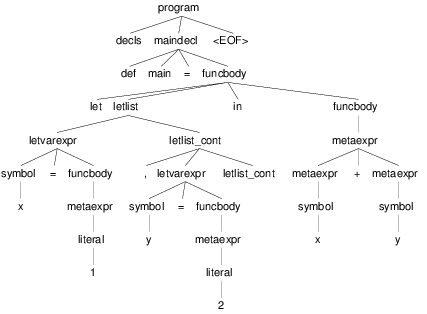 program
decls maindecl <EOF>
def main = funcbody
let letlist in funcbody
letvarexpr letlist_cont metaexpr
symbol = funcbody , letvarexpr letlist_cont metaexpr + metaexpr
x metaexpr symbol = funcbody symbol symbol
literal y metaexpr x y
1 literal
2